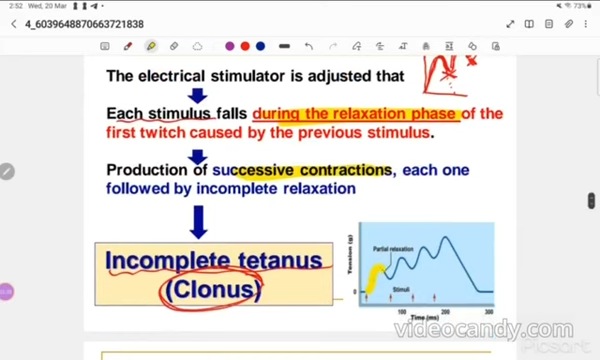 2:52 Wed, 20 Mar
73%
4_6039648870663721838
The electrical stimulator is adjusted that
Each stimulus falls during the relaxation phase of the
first twitch caused by the previous stimulus.
Production of successive contractions, each one
followed by incomplete relaxation
Incomplete tetanus
(Clonus)
Tension (g)
Partial relaxation
Stimuli
0
100
200
300
Time (ms)
videocandy.com
Picsart